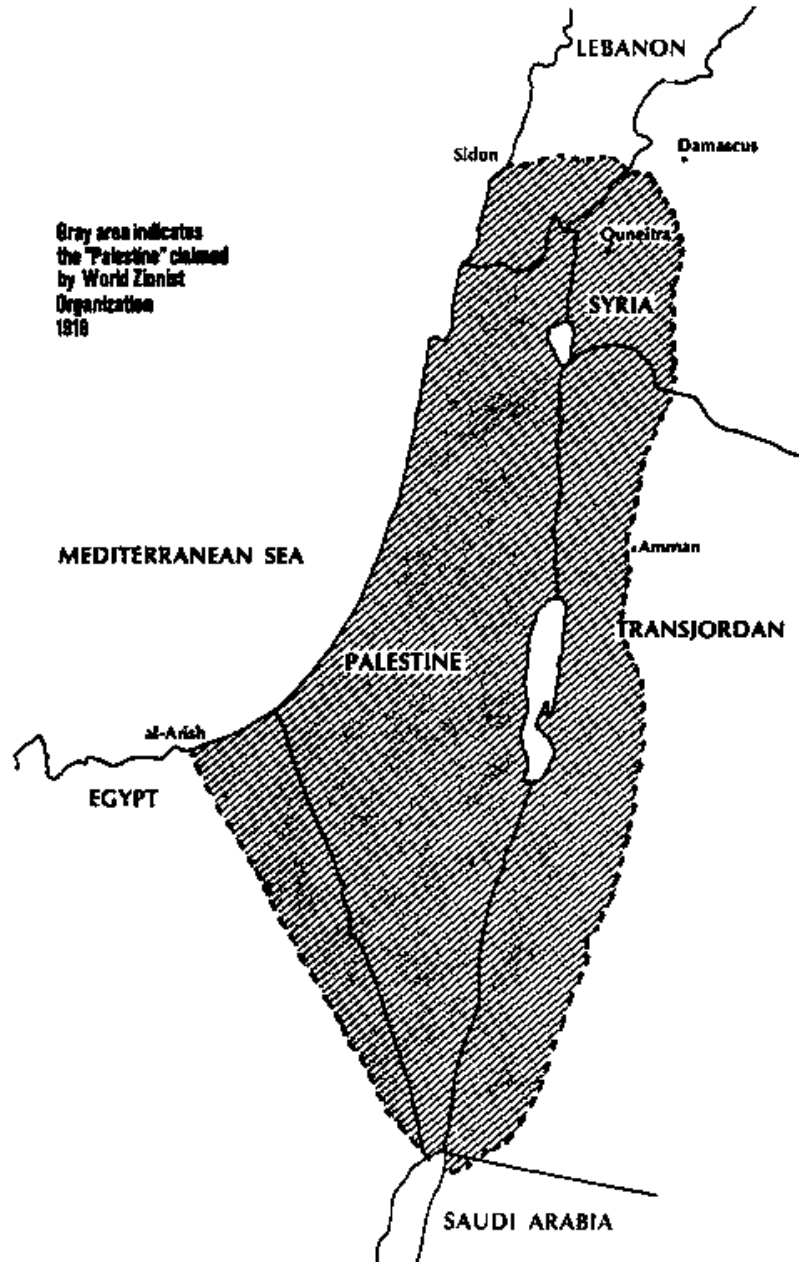 LEBANON
Sidon
Damascus
Gray area indicates
the "Palestine" claimed
by World Zionist
Organization
Quneitra
SYRIA
MEDITERRANEAN SEA
Amman
TRANSJORDAN
PALESTINE
al-Arish
EGYPT
SAUDI ARABIA